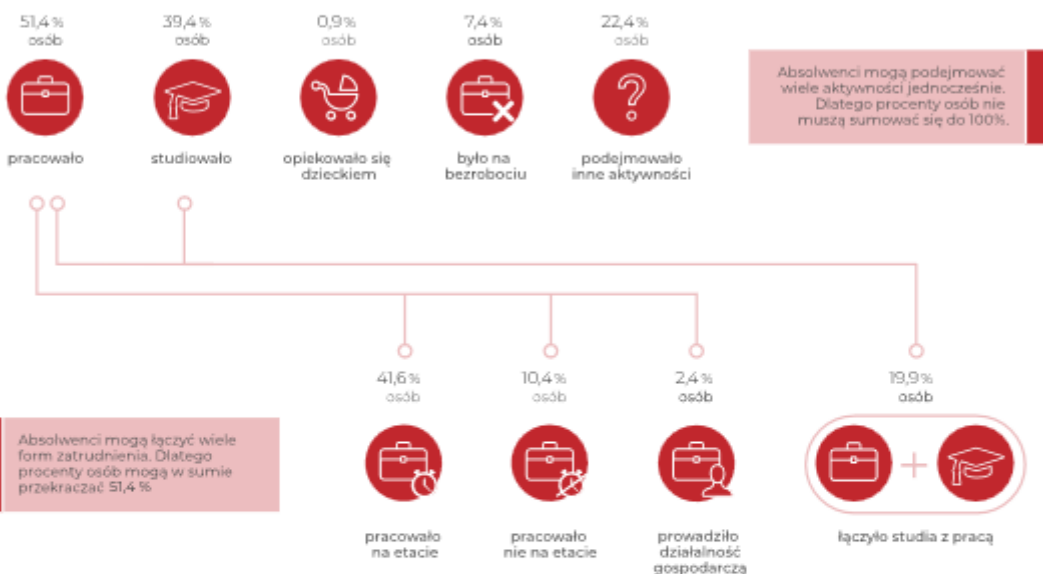 51,4%
osób
39,4%
osób
0,9%
osób
7,4%
osób
22,4%
osób
pracowało
studiowało
opiekowało się
dzieckiem
było na
bezrobociu
podejmowało
inne aktywności
Absolwenci mogą podejmować
wiele aktywności jednocześnie.
Dlatego procenty osób nie
muszą sumować się do 100%.
41,6%
osób
10,4%
osób
2,4%
osób
19,9%
osób
Absolwenci mogą łączyć wiele
form zatrudnienia. Dlatego
procenty osób mogą w sumie
przekraczać 51,4 %
pracowało
na etacie
pracowało
nie na etacie
prowadziło
działalność
gospodarczą
łączyło studia z pracą